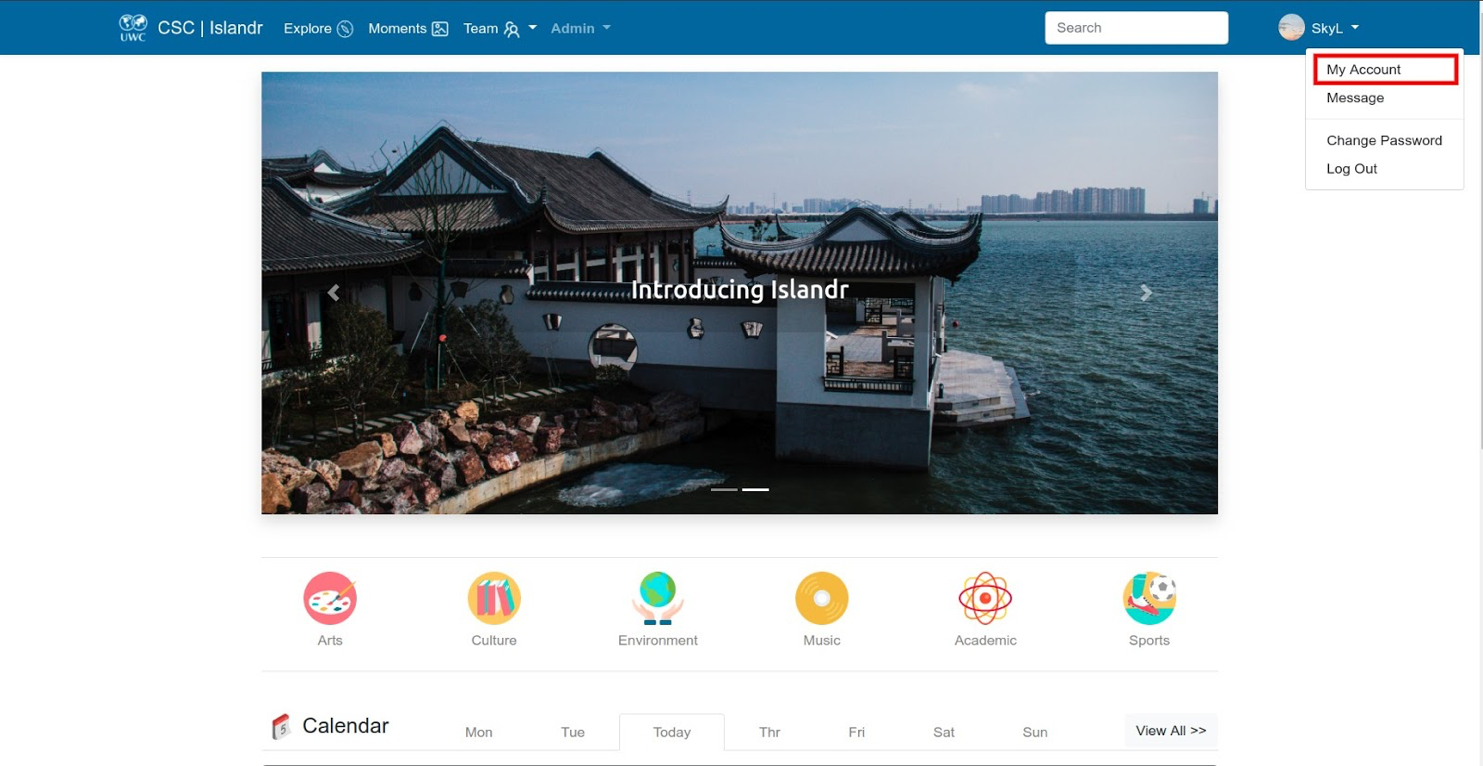 UWC CSC | Islandr Explore Moments Team Admin Search SkyL
My Account
Message
Change Password
Log Out
Introducing Islandr
Arts Culture Environment Music Academic Sports
5 Calendar Mon Tue Today Thr Fri Sat Sun View All >>